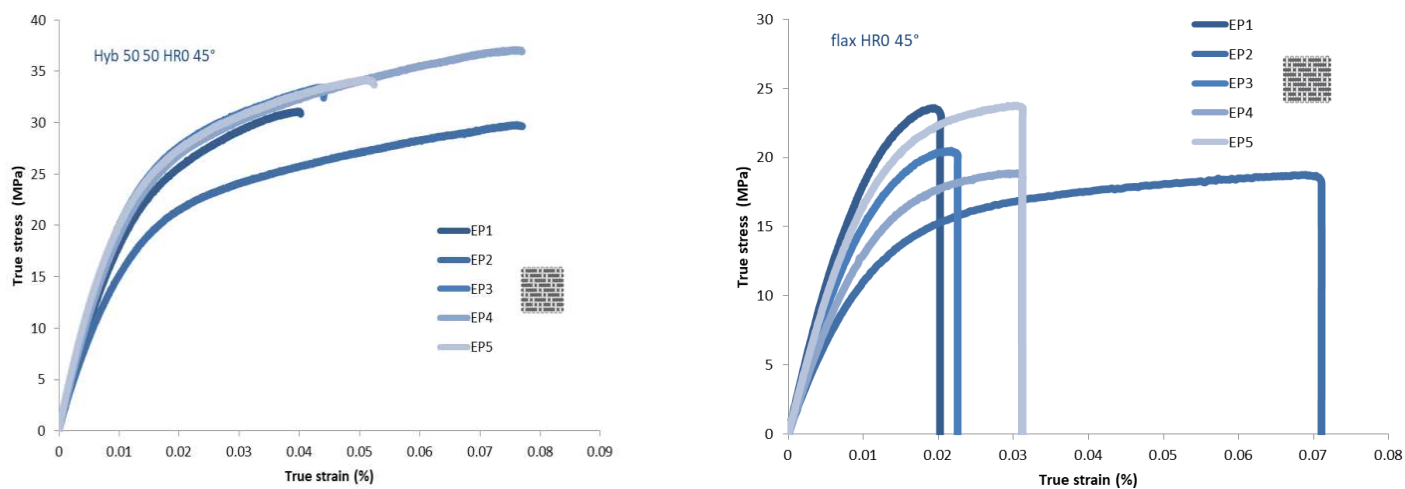 Hyb 50 50 HR0 45°
True stress (MPa)
40
35
30
25
20
15
10
5
0
EP1
EP2
EP3
EP4
EP5
0 0.01 0.02 0.03 0.04 0.05 0.06 0.07 0.08 0.09
True strain (%)
flax HR0 45°
True stress (MPa)
30
25
20
15
10
5
0
EP1
EP2
EP3
EP4
EP5
0 0.01 0.02 0.03 0.04 0.05 0.06 0.07 0.08
True strain (%)